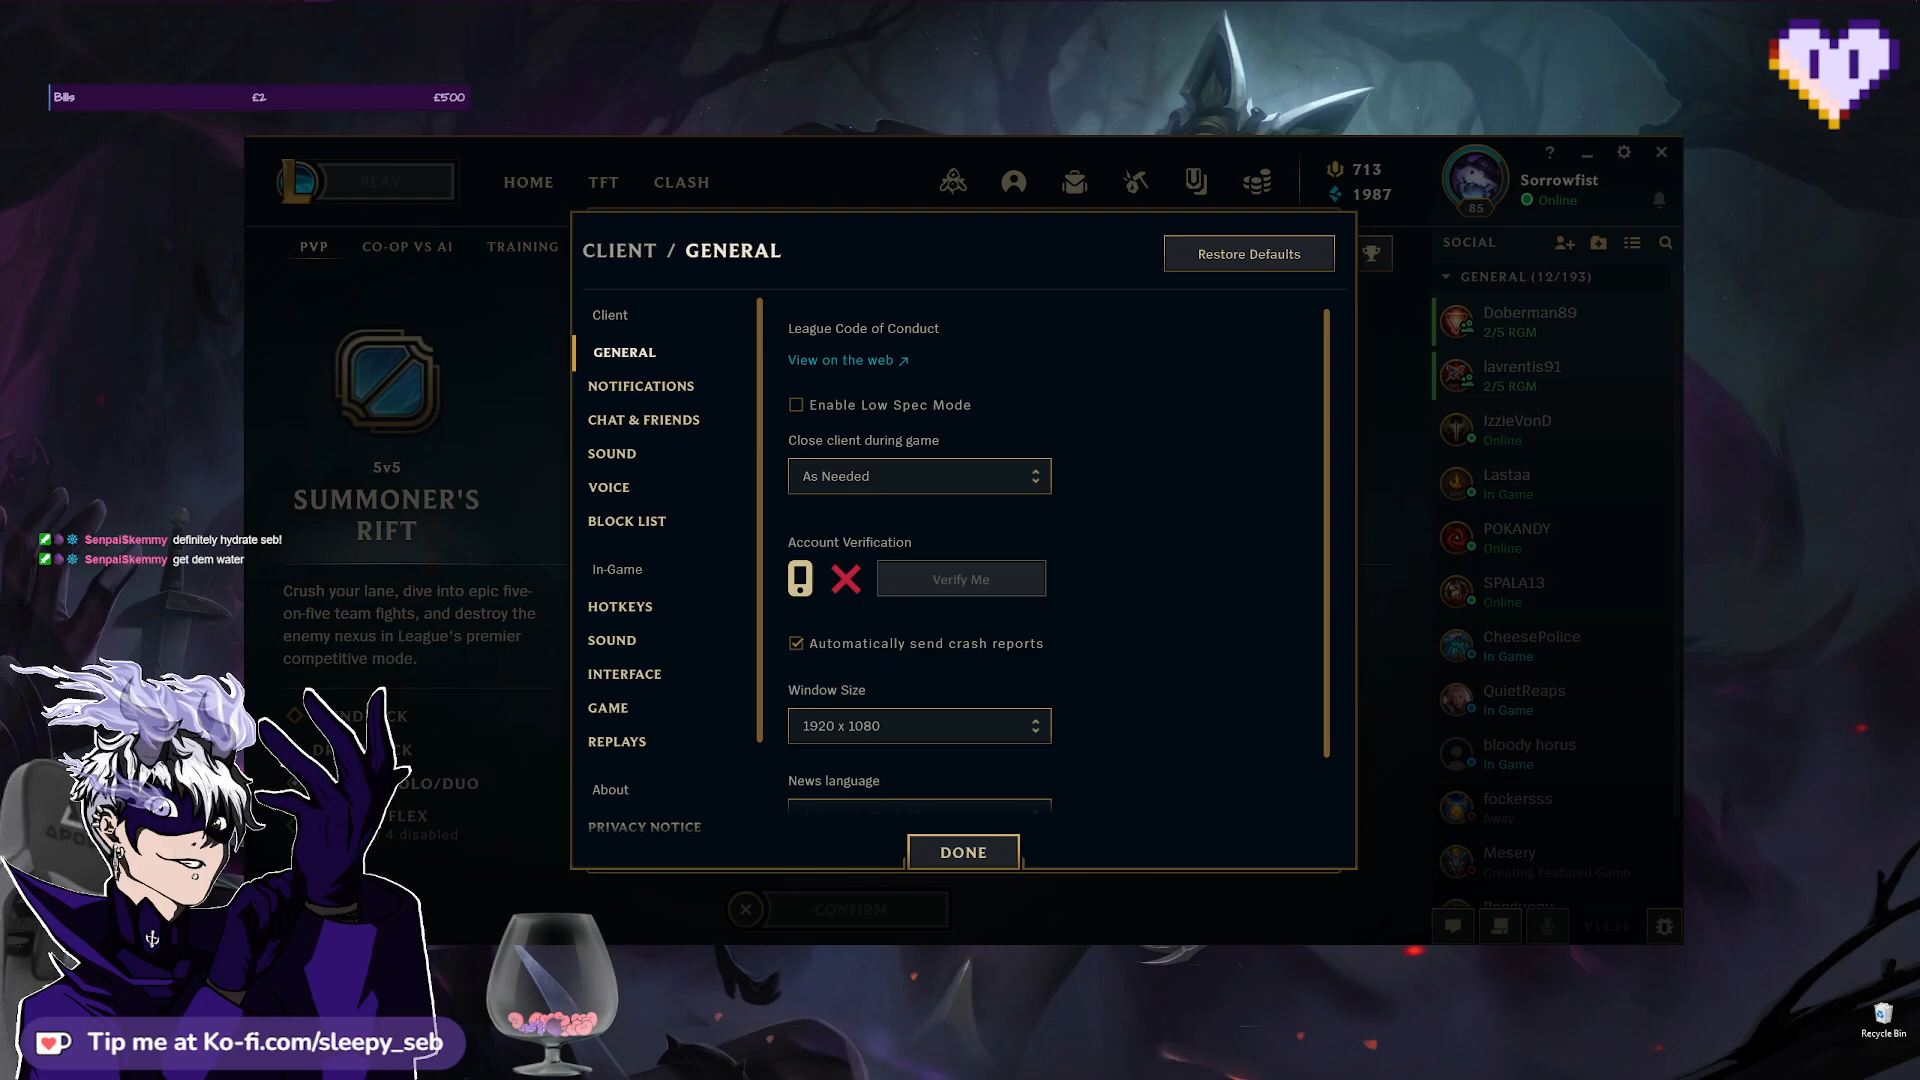 Bills £2 £500
PLAY
HOME
TFT
CLASH
713
1987
85
?
Sorrowfist
Online
PVP
CO-OP VS AI
TRAINING
CLIENT / GENERAL
Restore Defaults
SOCIAL
GENERAL (12/193)
Client
GENERAL
NOTIFICATIONS
CHAT & FRIENDS
SOUND
VOICE
BLOCK LIST
In-Game
HOTKEYS
SOUND
INTERFACE
GAME
REPLAYS
About
PRIVACY NOTICE
League Code of Conduct
View on the web
Enable Low Spec Mode
Close client during game
As Needed
Account Verification
Verify Me
Automatically send crash reports
Window Size
1920 x 1080
News language
DONE
CONFIRM
5v5
SUMMONER'S
RIFT
Crush your lane, dive into epic five-
on-five team fights, and destroy the
enemy nexus in League's premier
competitive mode.
OLO/DUO
FLEX
4 disabled
SenpaiSkemmy definitely hydrate seb!
SenpaiSkemmy get dem water
Doberman89
2/5 RGM
lavrentis91
2/5 RGM
IzzieVonD
Online
Lastaa
In Game
POKANDY
Online
SPALA13
Online
CheesePolice
In Game
QuietReaps
In Game
bloody horus
In Game
fockersss
Away
Mesery
Creating Featured Game
V12.20
Tip me at Ko-fi.com/sleepy_seb
Recycle Bin